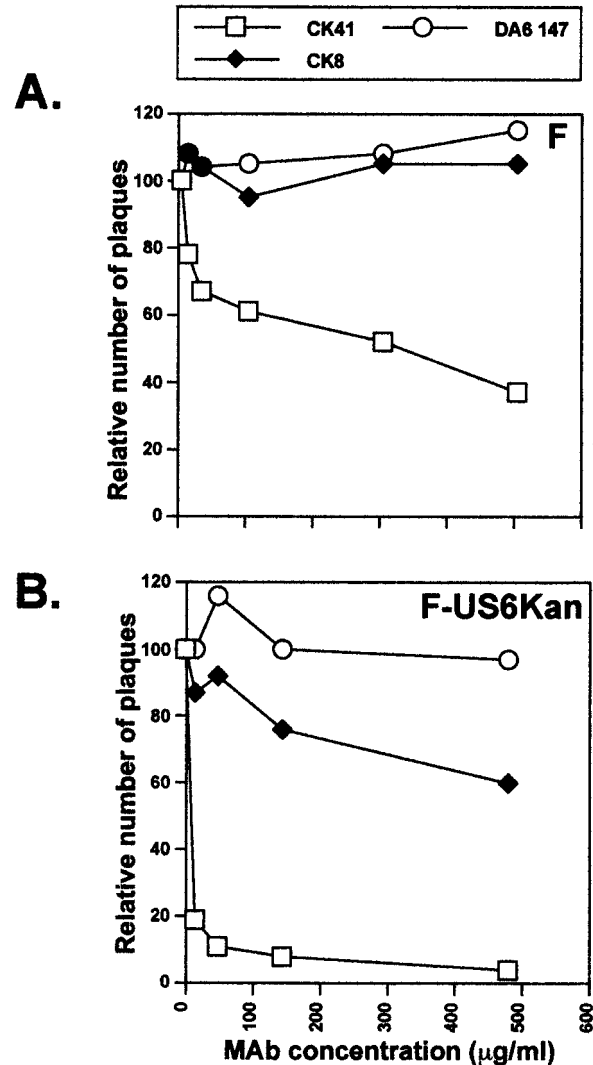 CK41 DA6 147
CK8
A.
F
120
100
80
60
40
20
0
Relative number of plaques
B.
F-US6Kan
120
100
80
60
40
20
0
Relative number of plaques
0 100 200 300 400 500 600
MAb concentration (μg/ml)